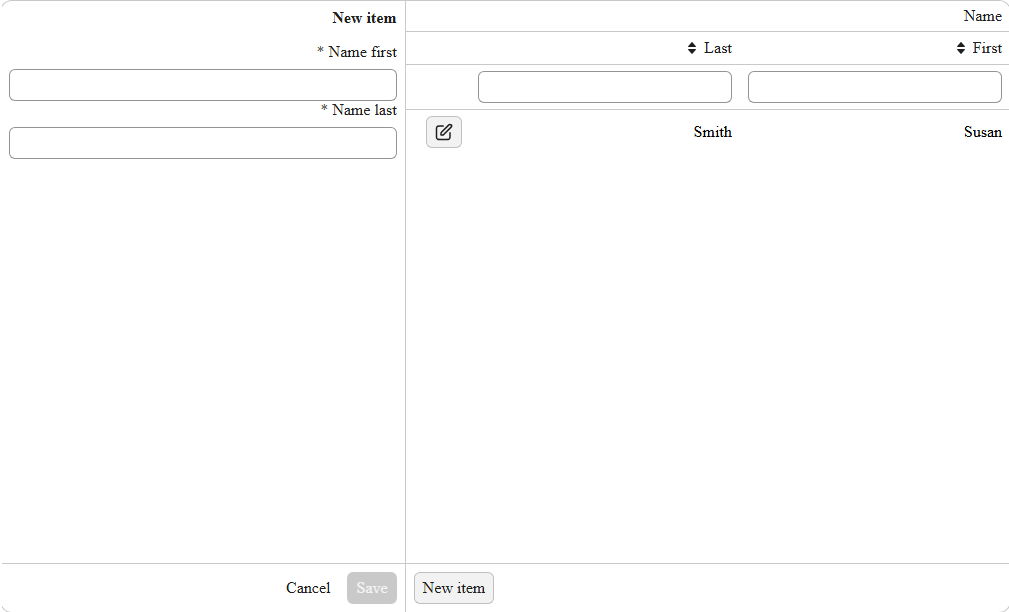 New item
* Name first
* Name last
Cancel
Save
Name
Last
First
Smith
Susan
New item